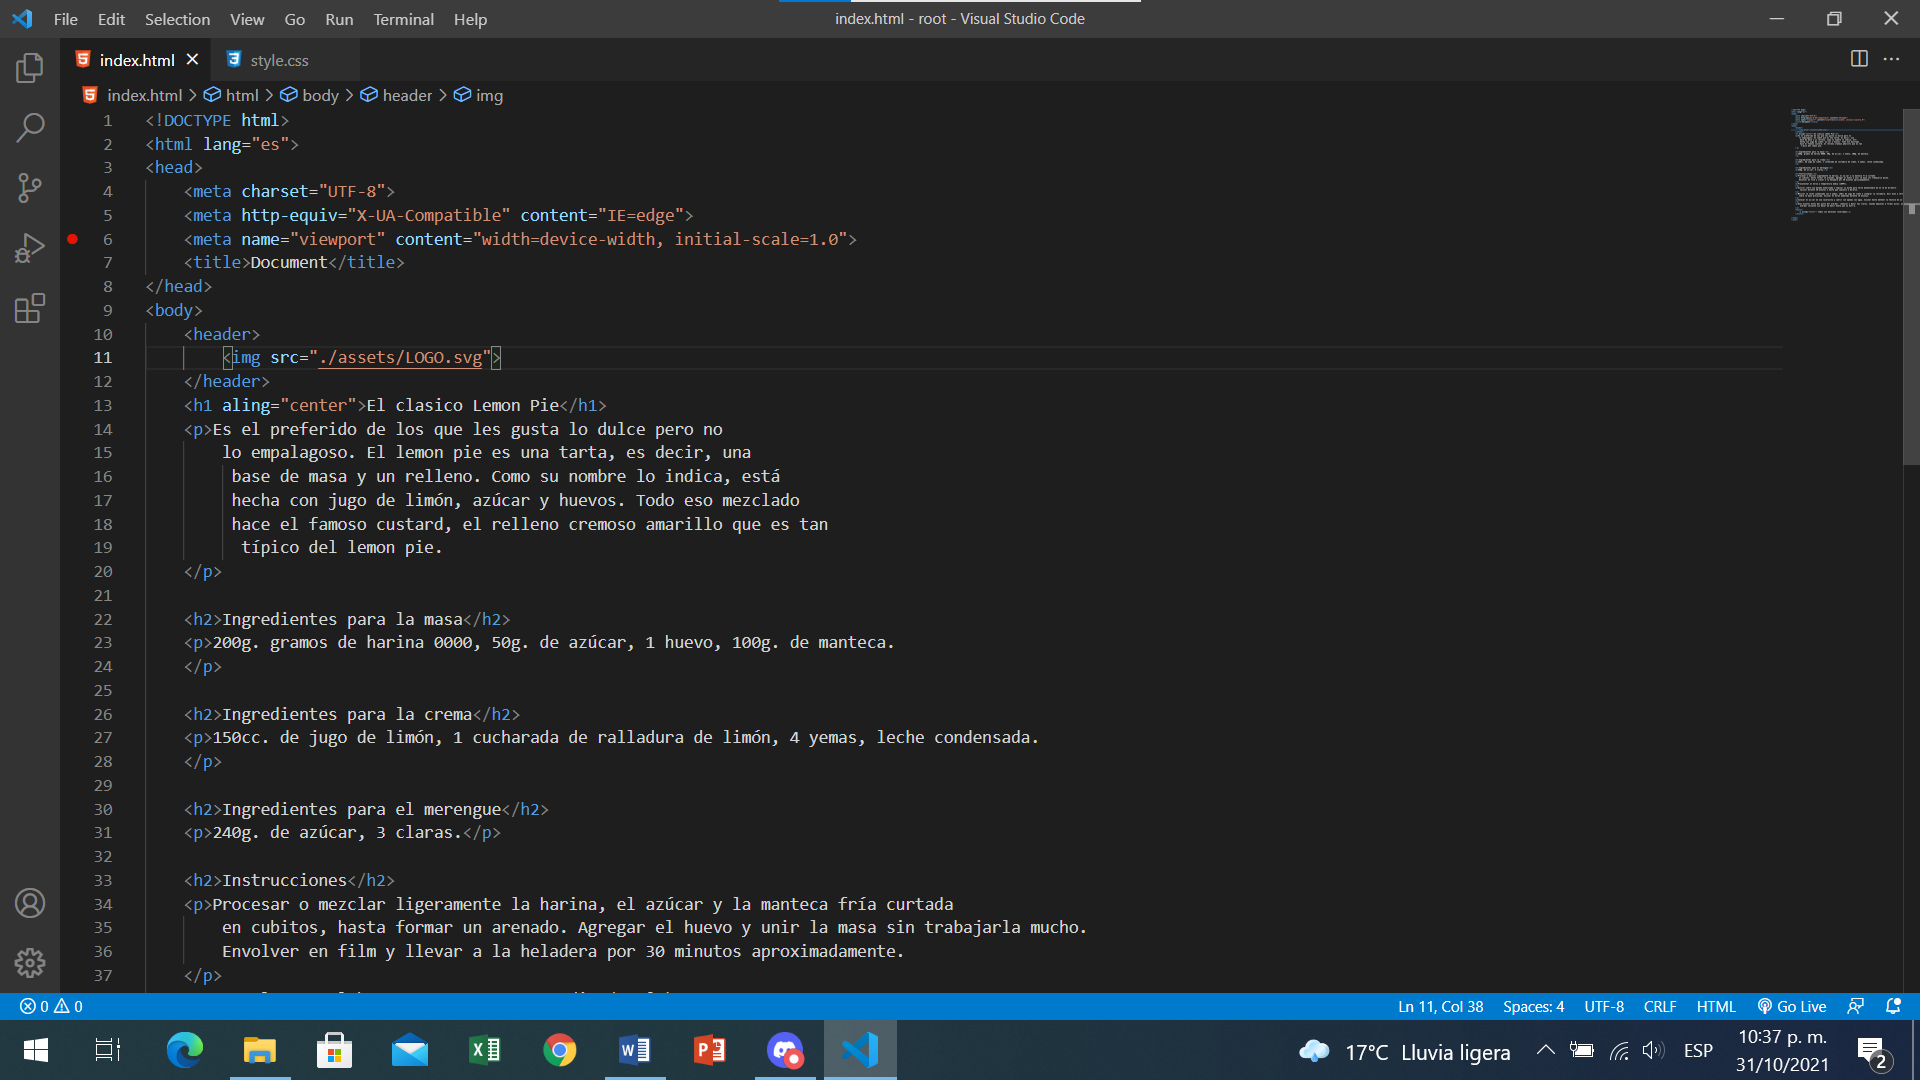 File Edit Selection View Go Run Terminal Help
index.html - root - Visual Studio Code
index.html
style.css
index.html > html > body > header > img
1 <!DOCTYPE html>
2 <html lang="es">
3 <head>
4 <meta charset="UTF-8">
5 <meta http-equiv="X-UA-Compatible" content="IE=edge">
6 <meta name="viewport" content="width=device-width, initial-scale=1.0">
7 <title>Document</title>
8 </head>
9 <body>
10 <header>
11 <img src="./assets/LOGO.svg">
12 </header>
13 <h1 aling="center">El clasico Lemon Pie</h1>
14 <p>Es el preferido de los que les gusta lo dulce pero no
15 lo empalagoso. El lemon pie es una tarta, es decir, una
16 base de masa y un relleno. Como su nombre lo indica, está
17 hecha con jugo de limón, azúcar y huevos. Todo eso mezclado
18 hace el famoso custard, el relleno cremoso amarillo que es tan
19 típico del lemon pie.
20 </p>
21
22 <h2>Ingredientes para la masa</h2>
23 <p>200g. gramos de harina 0000, 50g. de azúcar, 1 huevo, 100g. de manteca.
24 </p>
25
26 <h2>Ingredientes para la crema</h2>
27 <p>150cc. de jugo de limón, 1 cucharada de ralladura de limón, 4 yemas, leche condensada.
28 </p>
29
30 <h2>Ingredientes para el merengue</h2>
31 <p>240g. de azúcar, 3 claras.</p>
32
33 <h2>Instrucciones</h2>
34 <p>Procesar o mezclar ligeramente la harina, el azúcar y la manteca fría curtada
35 en cubitos, hasta formar un arenado. Agregar el huevo y unir la masa sin trabajarla mucho.
36 Envolver en film y llevar a la heladera por 30 minutos aproximadamente.
37 </p>
0 0
Ln 11, Col 38 Spaces: 4 UTF-8 CRLF HTML Go Live
17°C Lluvia ligera
ESP
10:37 p. m.
31/10/2021
2